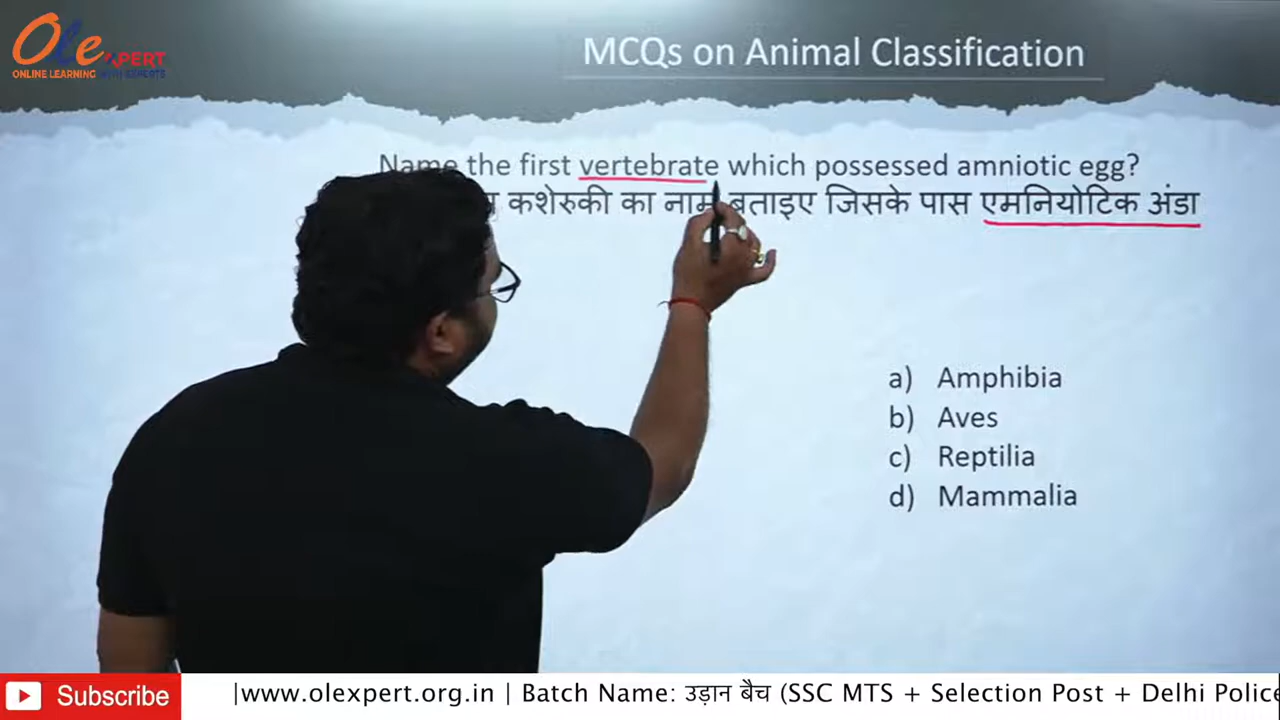 Ole XPERT
ONLINE LEARNING WITH EXPERTS
MCQs on Animal Classification
Name the first vertebrate which possessed amniotic egg?
कशेरुकी का नाम बताइए जिसके पास एमनियोटिक अंडा
a) Amphibia
b) Aves
c) Reptilia
d) Mammalia
Subscribe
|www.olexpert.org.in | Batch Name: उड़ान बैच (SSC MTS + Selection Post + Delhi Police